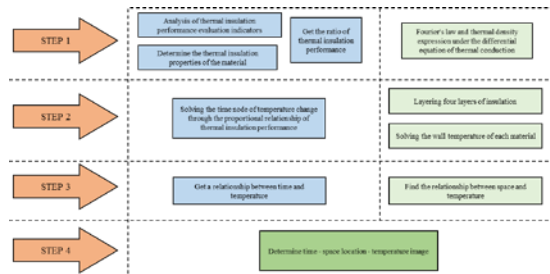 STEP 1
Analysis of thermal insulation
performance evaluation indicators
Determine the thermal insulation
properties of the material
Get the ratio of
thermal insulation
performance
Fourier's law and thermal density
expression under the differential
equation of thermal conduction
STEP 2
Solving the time node of temperature change
through the proportional relationship of
thermal insulation performance
Layering four layers of insulation
Solving the wall temperature of each material
STEP 3
Get a relationship between time and
temperature
Find the relationship between space and
temperature
STEP 4
Determine time - space location - temperature image